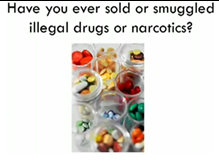 Have you ever sold or smuggled
illegal drugs or narcotics?